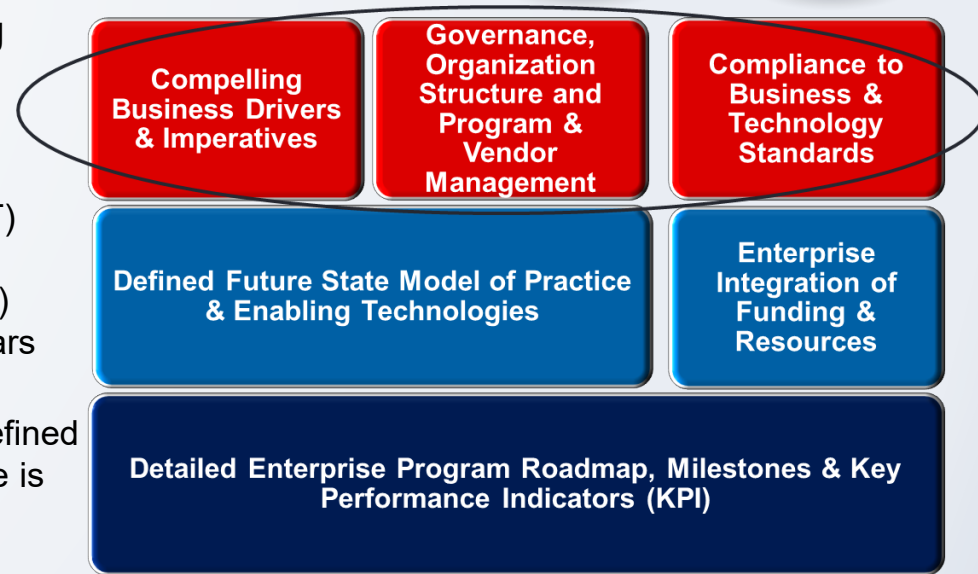 Compelling
Business Drivers
& Imperatives
Governance,
Organization
Structure and
Program &
Vendor
Management
Compliance to
Business &
Technology
Standards
Defined Future State Model of Practice
& Enabling Technologies
Enterprise
Integration of
Funding &
Resources
Detailed Enterprise Program Roadmap, Milestones & Key
Performance Indicators (KPI)
e is